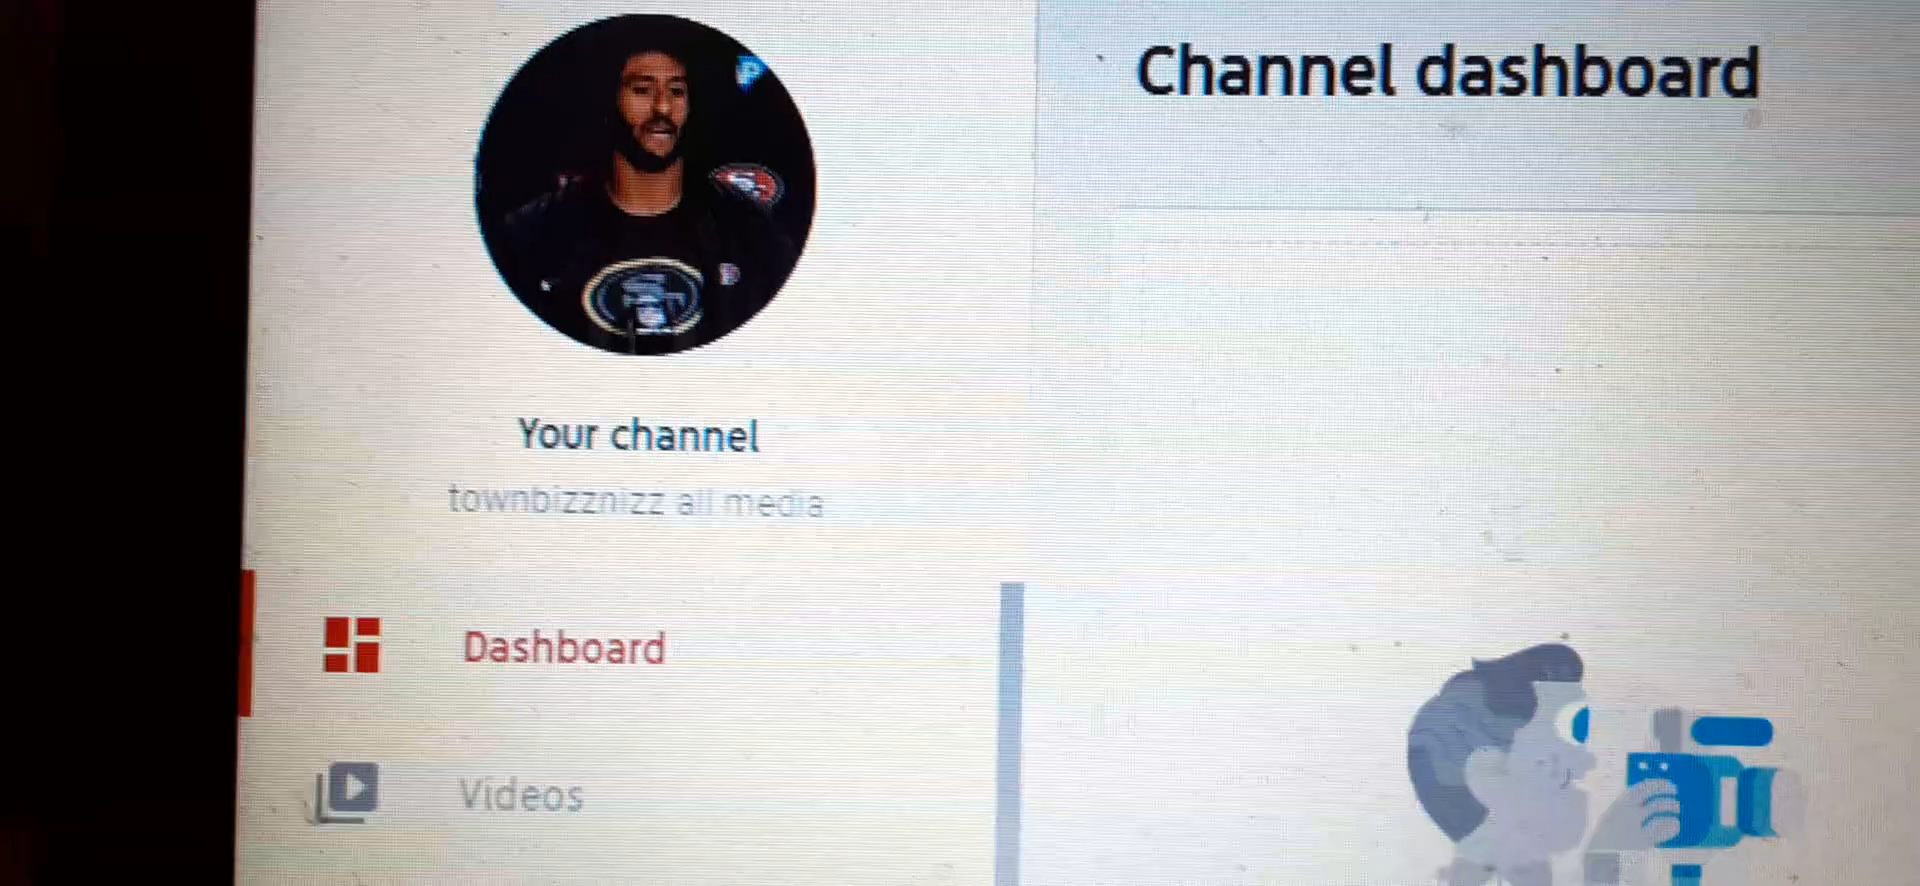 Channel dashboard
Your channel
townbizznizz all media
Dashboard
Videos